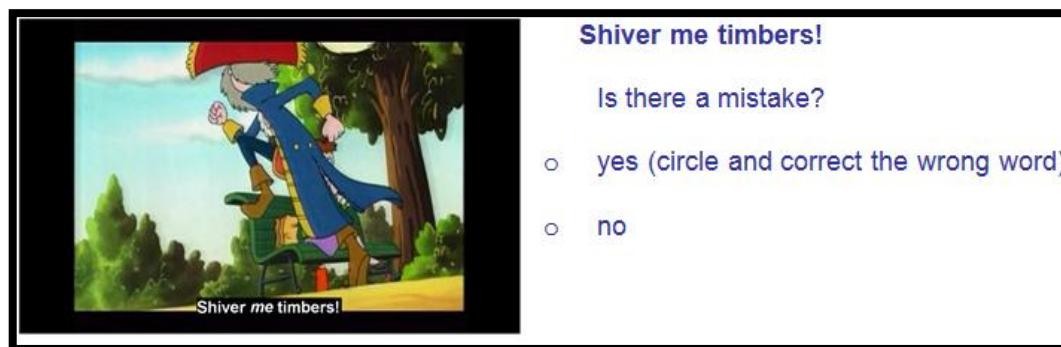 Shiver me timbers!
Is there a mistake?
o yes (circle and correct the wrong word)
o no
Shiver me timbers!